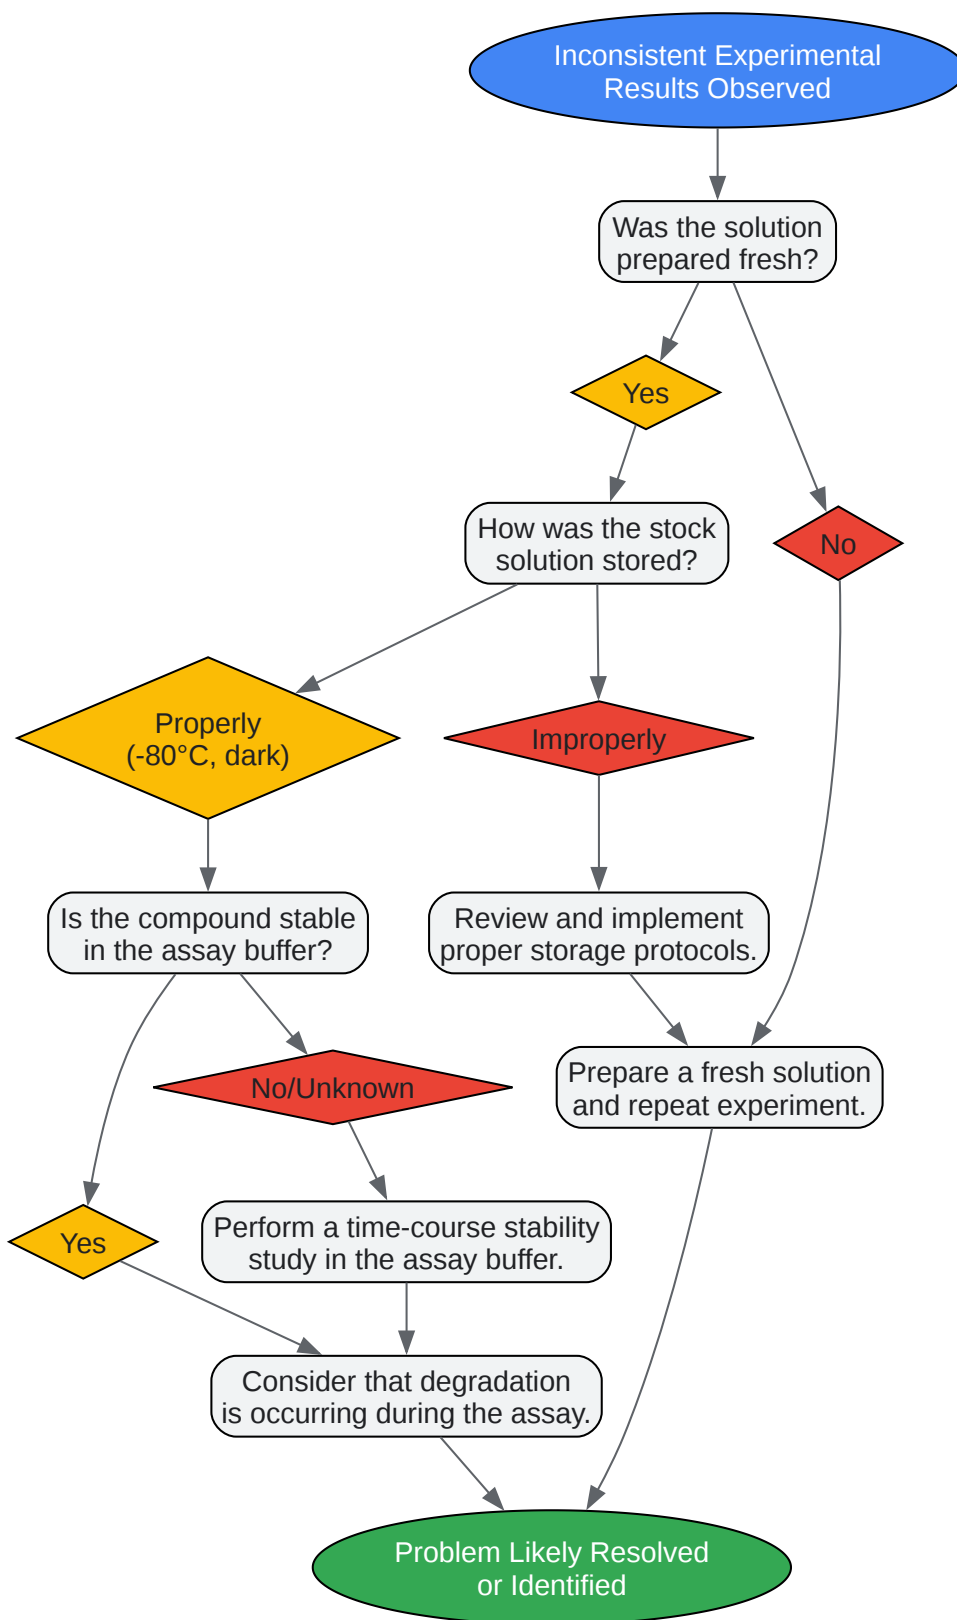 Inconsistent Experimental
Results Observed
Was the solution
prepared fresh?
Yes
How was the stock
solution stored?
No
Properly
(-80°C, dark)
Improperly
Is the compound stable
in the assay buffer?
Review and implement
proper storage protocols.
No/Unknown
Prepare a fresh solution
and repeat experiment.
Yes
Perform a time-course stability
study in the assay buffer.
Consider that degradation
is occurring during the assay.
Problem Likely Resolved
or Identified